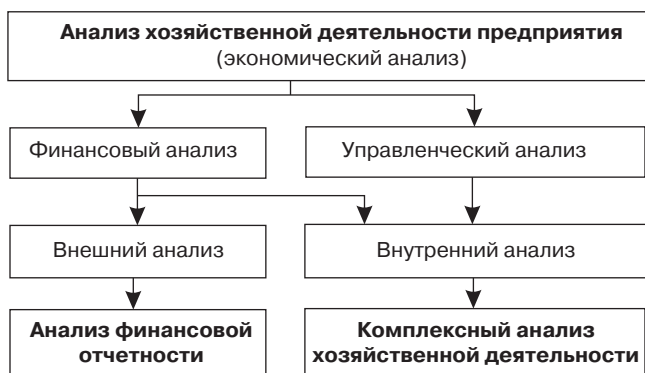 Анализ хозяйственной деятельности предприятия
(экономический анализ)
Финансовый анализ
Управленческий анализ
Внешний анализ
Внутренний анализ
Анализ финансовой
отчетности
Комплексный анализ
хозяйственной деятельности